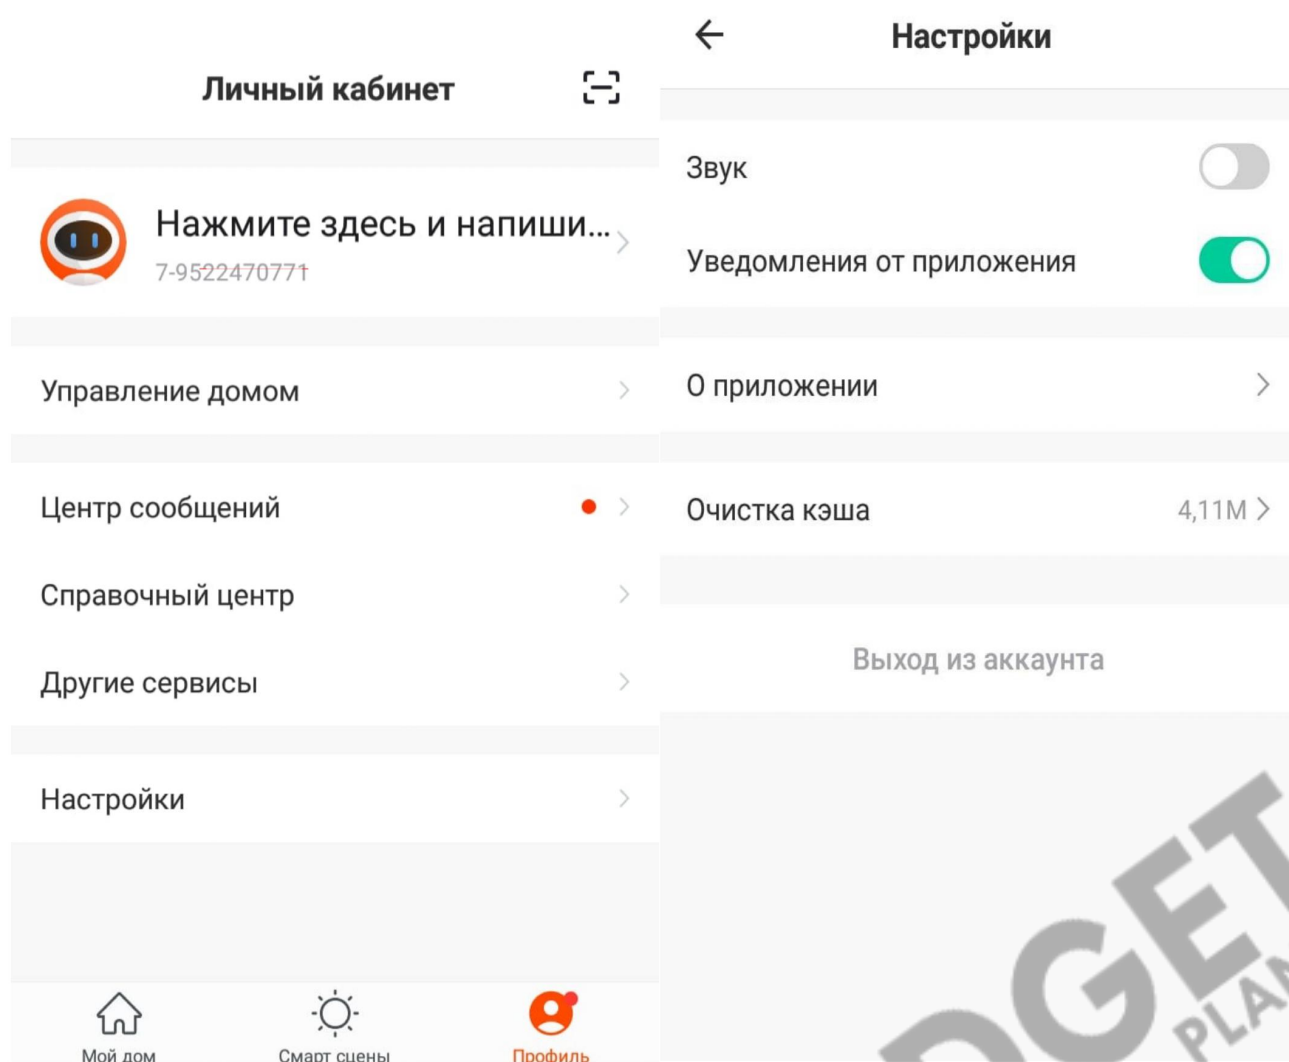 Личный кабинет
Нажмите здесь и напиши...
7-9522470771
Управление домом
Центр сообщений
Справочный центр
Другие сервисы
Настройки
Мой дом
Смарт сцены
Профиль
Настройки
Звук
Уведомления от приложения
О приложении
Очистка кэша 4,11M
Выход из аккаунта
DGET
PLAN